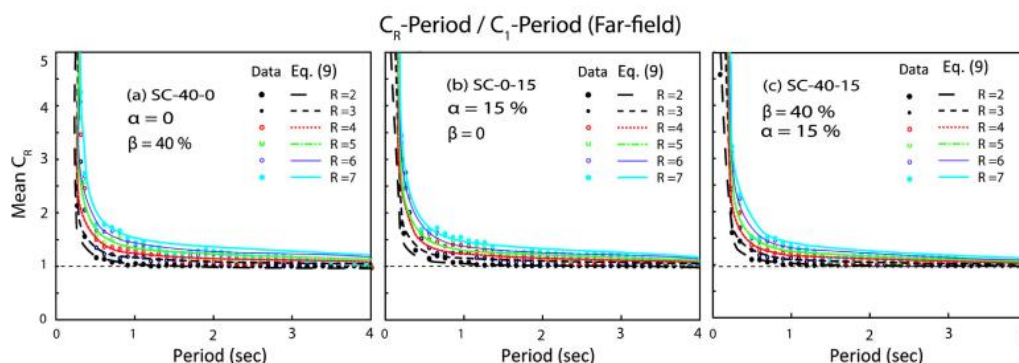 C_R-Period / C_1-Period (Far-field)
Mean C_R
5
4
3
2
1
0
(a) SC-40-0
α = 0
β = 40 %
Data Eq. (9)
R =2
R =3
R =4
R =5
R =6
R =7
0 1 2 3 4
Period (sec)
(b) SC-0-15
α = 15 %
β = 0
Data Eq. (9)
R =2
R =3
R =4
R =5
R =6
R =7
0 1 2 3 4
Period (sec)
(c) SC-40-15
β = 40 %
α = 15 %
Data Eq. (9)
R =2
R =3
R =4
R =5
R =6
R =7
0 1 2 3
Period (sec)